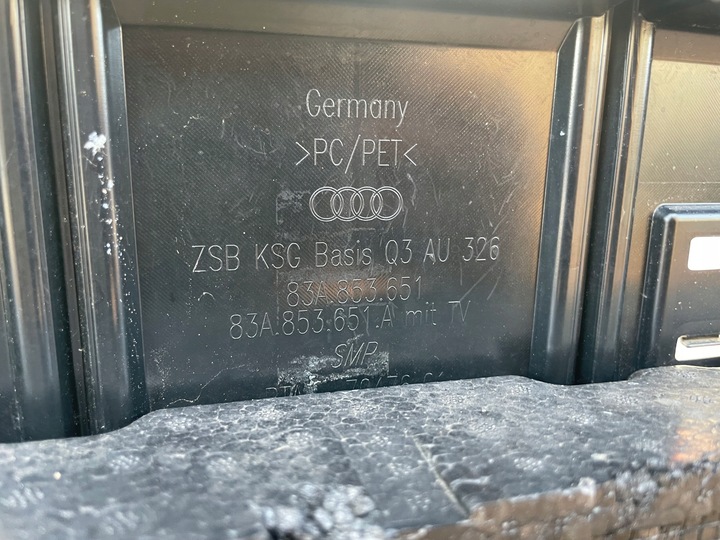 Germany
>PC/PET<
ZSB KSG Basis Q3 AU 326
83A.853.651
83A.853.651.A mit TV
SMP